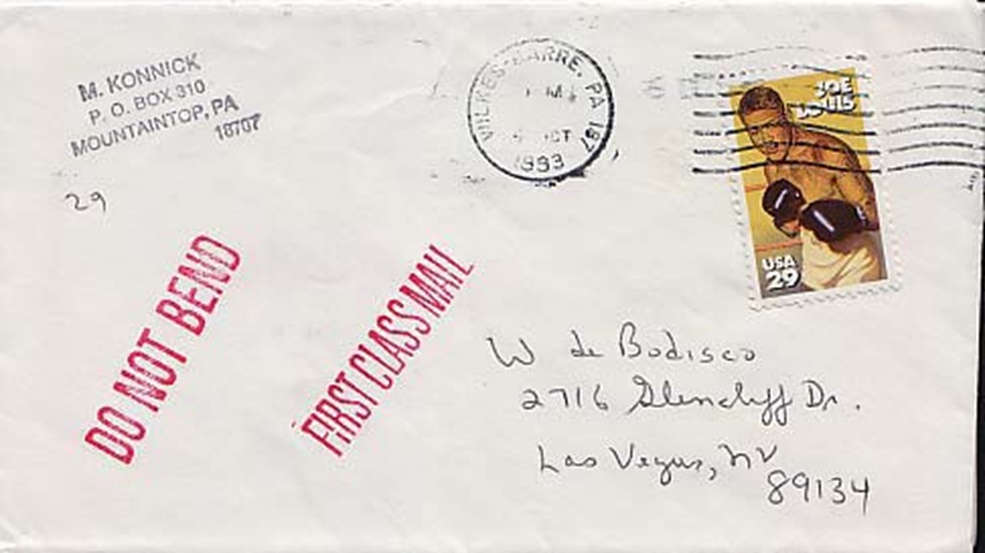 M. KONNICK
P. O. BOX 310
MOUNTAINTOP, PA
18707
WILKES-BARRE, PA 187
OCT
1993
JOE
LOUIS
USA
29
29
DO NOT BEND
FIRST CLASS MAIL
W de Bodisco
2716 Glencliff Dr.
Las Vegas, NV
89134